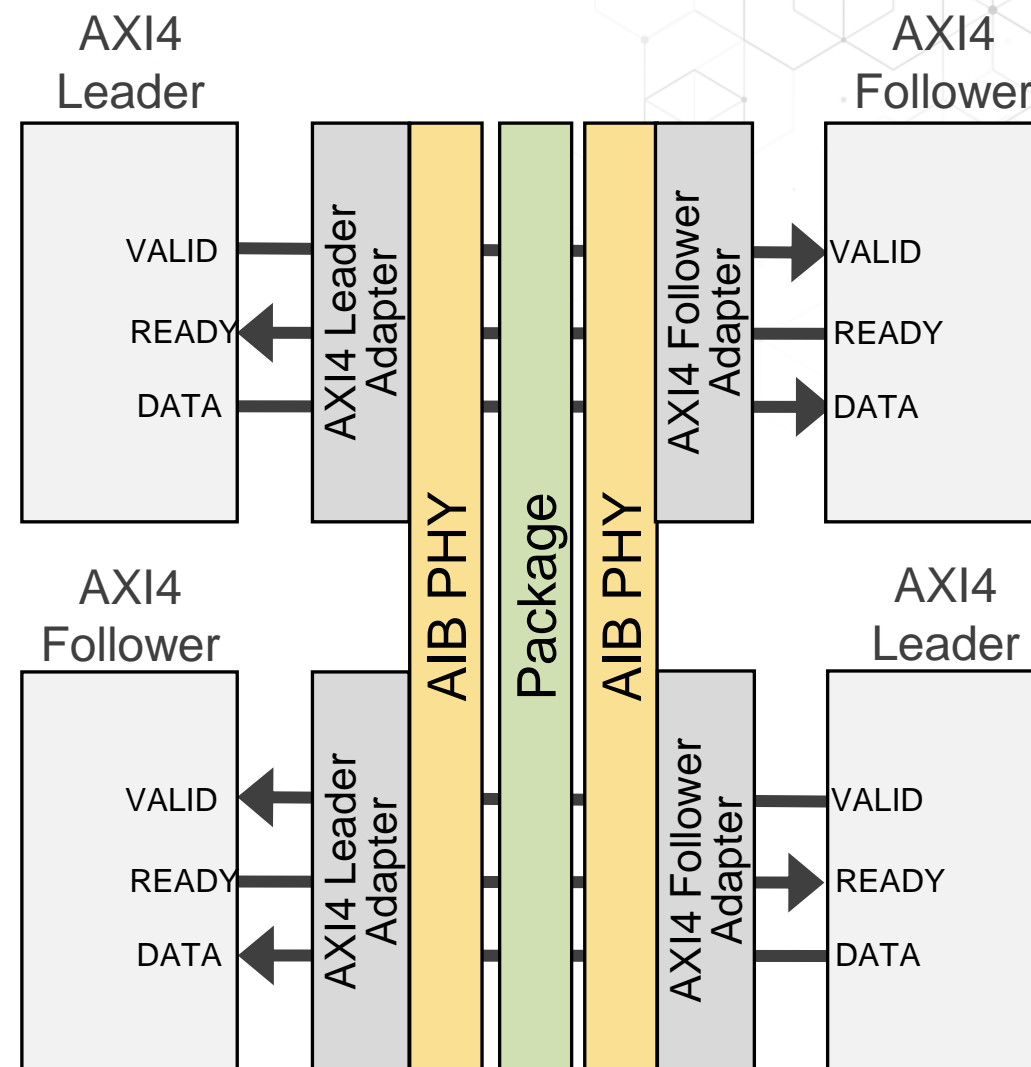 AXI4
Leader
AXI4
Follower
VALID
READY
DATA
AXI4 Leader
Adapter
AIB PHY
Package
AIB PHY
AXI4 Follower
Adapter
VALID
READY
DATA
AXI4
Follower
AXI4
Leader
VALID
READY
DATA
AXI4 Leader
Adapter
AXI4 Follower
Adapter
VALID
READY
DATA